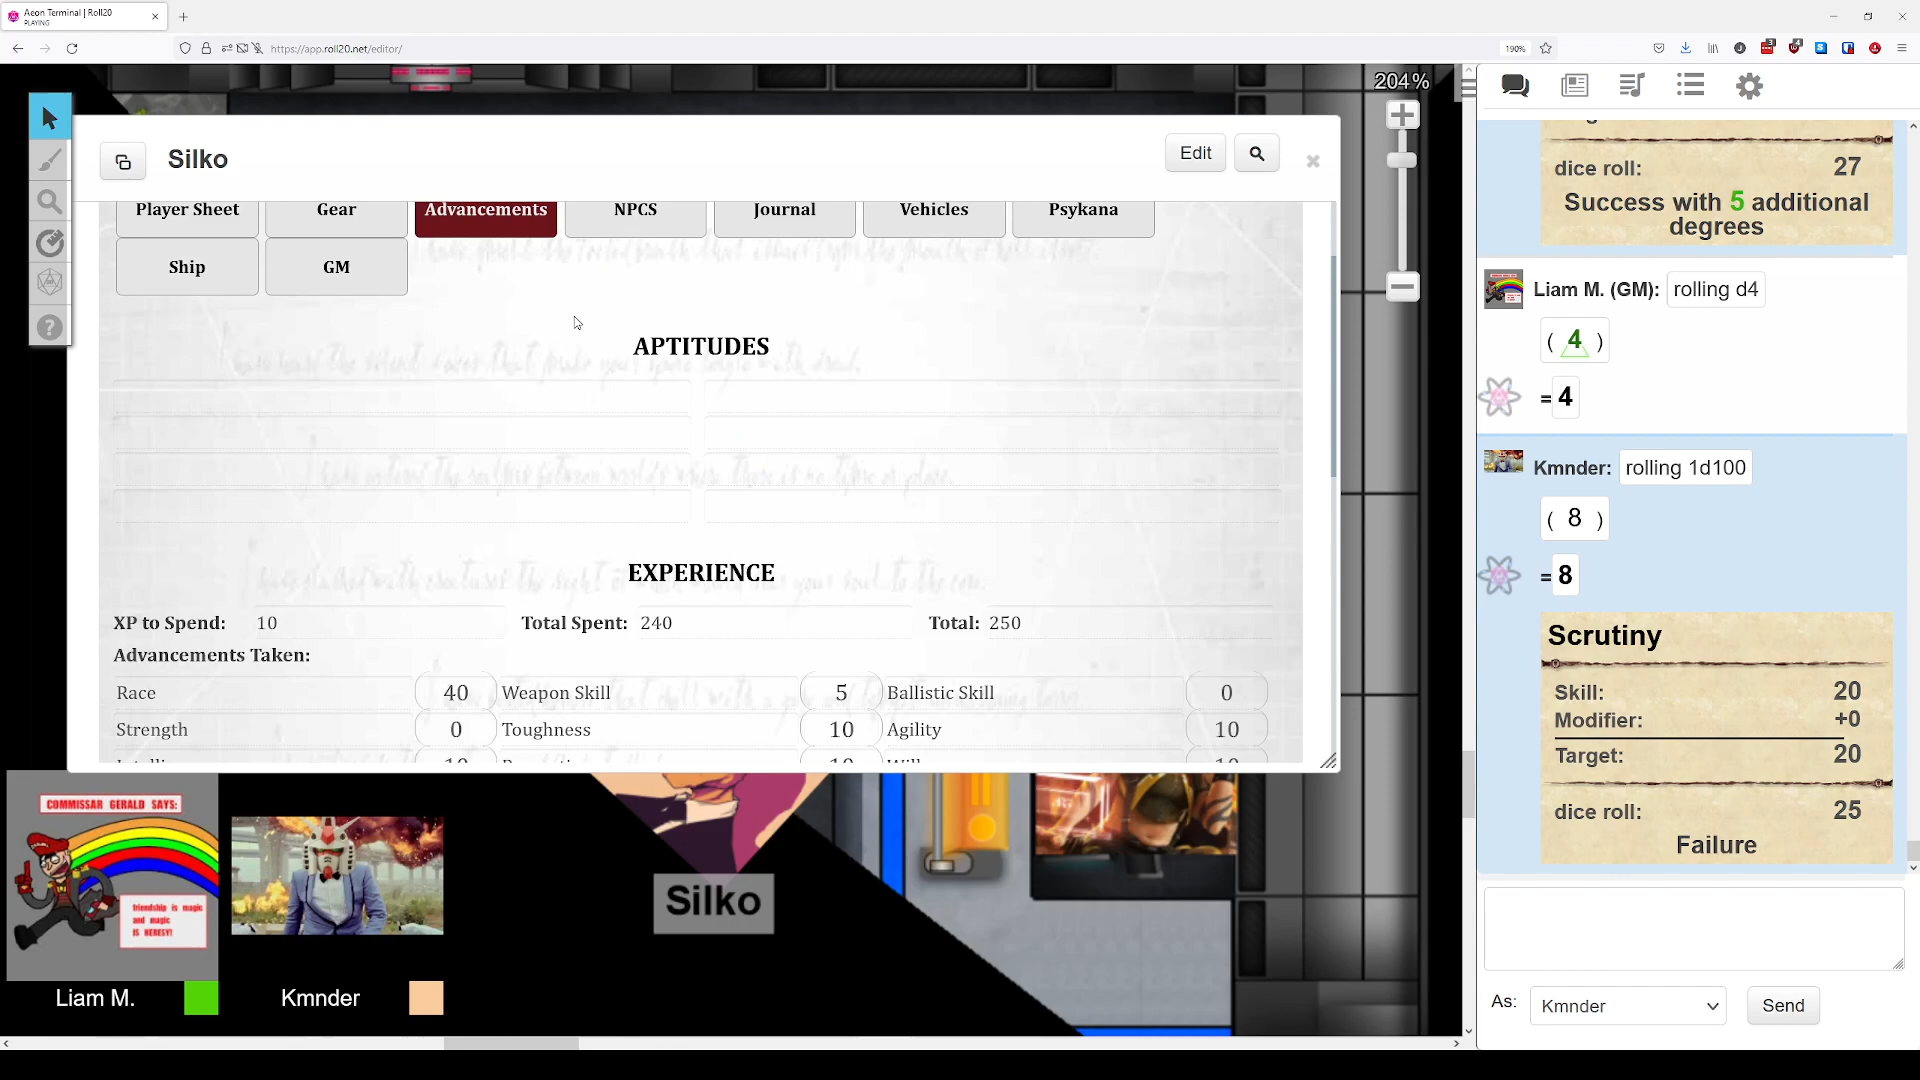 Aeon Terminal | Roll20
PLAYING
https://app.roll20.net/editor/
190%
204%
Silko
Edit
Player Sheet
Gear
Advancements
NPCS
Journal
Vehicles
Psykana
Ship
GM
APTITUDES
EXPERIENCE
XP to Spend: 10 Total Spent: 240 Total: 250
Advancements Taken:
Race 40 Weapon Skill 5 Ballistic Skill 0
Strength 0 Toughness 10 Agility 10
COMMISSAR GERALD SAYS:
friendship is magic
and magic
IS HERESY!
Liam M.
Kmnder
Silko
dice roll: 27
Success with 5 additional
degrees
Liam M. (GM): rolling d4
( 4 )
= 4
Kmnder: rolling 1d100
( 8 )
= 8
Scrutiny
Skill: 20
Modifier: +0
Target: 20
dice roll: 25
Failure
As: Kmnder Send